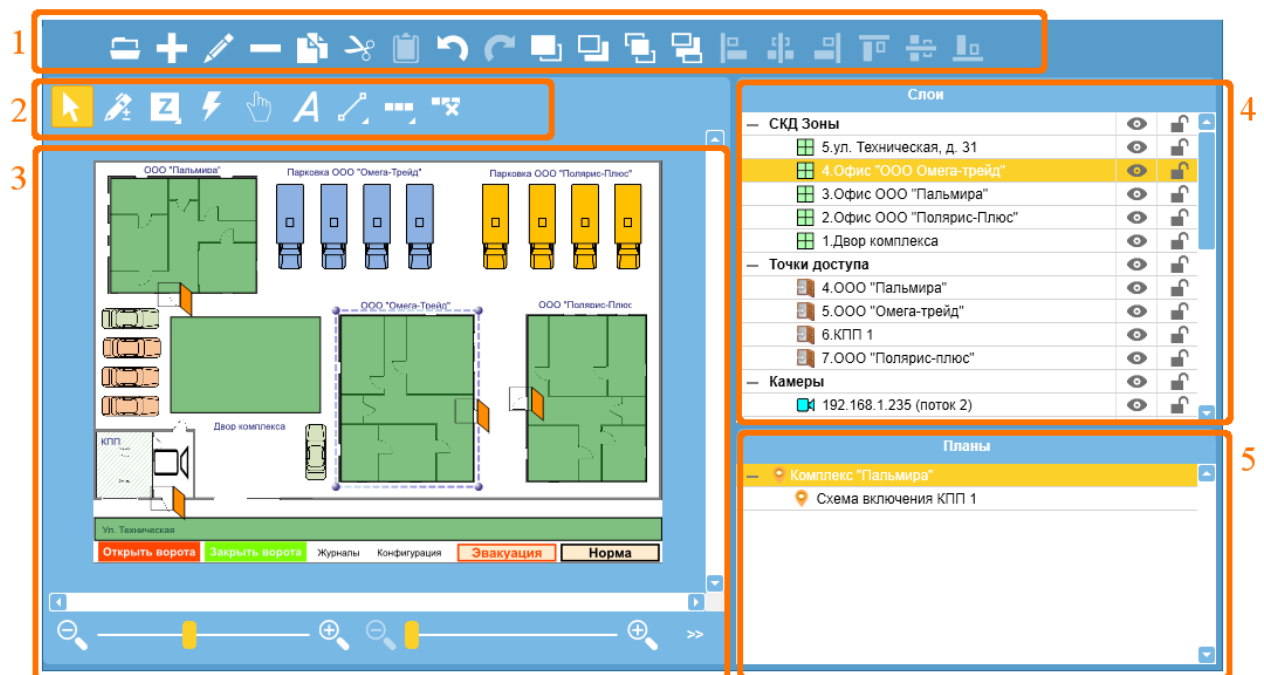 1
2
Z
A
Слои
4
СКД Зоны
5.ул. Техническая, д. 31
4.Офис "ООО Омега-трейд"
3.Офис ООО "Пальмира"
2.Офис ООО "Полярис-Плюс"
1.Двор комплекса
Точки доступа
4.ООО "Пальмира"
5.ООО "Омега-трейд"
6.КПП 1
7.ООО "Полярис-плюс"
Камеры
192.168.1.235 (поток 2)
3
ООО "Пальмира"
Парковка ООО "Омега-Трейд"
Парковка ООО "Полярис-Плюс"
ООО "Омега-Трейд"
ООО "Полярис-Плюс
Двор комплекса
КПП
Ул. Техническая
Открыть ворота
Закрыть ворота
Журналы
Конфигурация
Эвакуация
Норма
>>
Планы
5
Комплекс "Пальмира"
Схема включения КПП 1